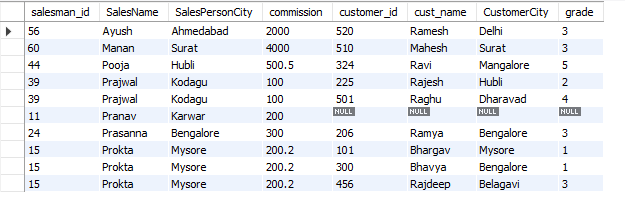 salesman_id SalesName SalesPersonCity commission customer_id cust_name CustomerCity grade
56 Ayush Ahmedabad 2000 520 Ramesh Delhi 3
60 Manan Surat 4000 510 Mahesh Surat 3
44 Pooja Hubli 500.5 324 Ravi Mangalore 5
39 Prajwal Kodagu 100 225 Rajesh Hubli 2
39 Prajwal Kodagu 100 501 Raghu Dharavad 4
11 Pranav Karwar 200 NULL NULL NULL NULL
24 Prasanna Bengalore 300 206 Ramya Bengalore 3
15 Prokta Mysore 200.2 101 Bhargav Mysore 1
15 Prokta Mysore 200.2 300 Bhavya Bengalore 1
15 Prokta Mysore 200.2 456 Rajdeep Belagavi 3